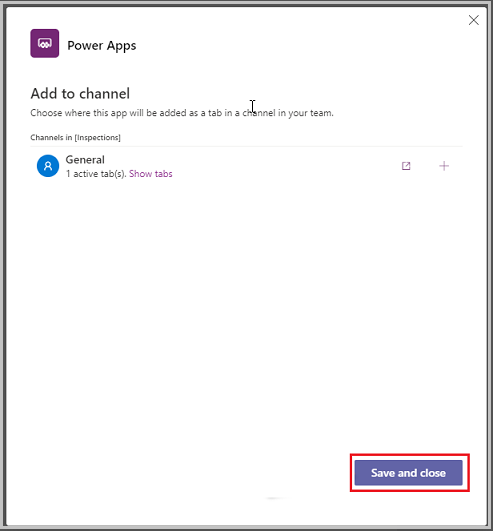 Power Apps
Add to channel
Choose where this app will be added as a tab in a channel in your team.
Channels in [Inspections]
General
1 active tab(s). Show tabs
Save and close